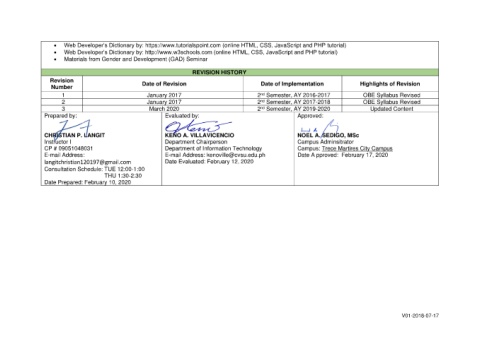 • Web Developer's Dictionary by: https://www.tutorialspoint.com (online HTML, CSS, JavaScript and PHP tutorial)
• Web Developer's Dictionary by: http://www.w3schools.com (online HTML, CSS, JavaScript and PHP tutorial)
• Materials from Gender and Development (GAD) Seminar
REVISION HISTORY
Revision Number Date of Revision Date of Implementation Highlights of Revision
1 January 2017 2nd Semester, AY 2016-2017 OBE Syllabus Revised
2 January 2017 2nd Semester, AY 2017-2018 OBE Syllabus Revised
3 March 2020 2nd Semester, AY 2019-2020 Updated Content
Prepared by:
CHRISTIAN P. LANGIT
Instructor I
CP # 09051048031
E-mail Address:
langitchristian120197@gmail.com
Consultation Schedule: TUE 12:00-1:00
THU 1:30-2:30
Date Prepared: February 10, 2020
Evaluated by:
KENO A. VILLAVICENCIO
Department Chairperson
Department of Information Technology
E-mail Address: kenoville@cvsu.edu.ph
Date Evaluated: February 12, 2020
Approved:
NOEL A. SEDIGO, MSc
Campus Administrator
Campus: Trece Martires City Campus
Date A pproved: February 17, 2020
V01-2018-07-17